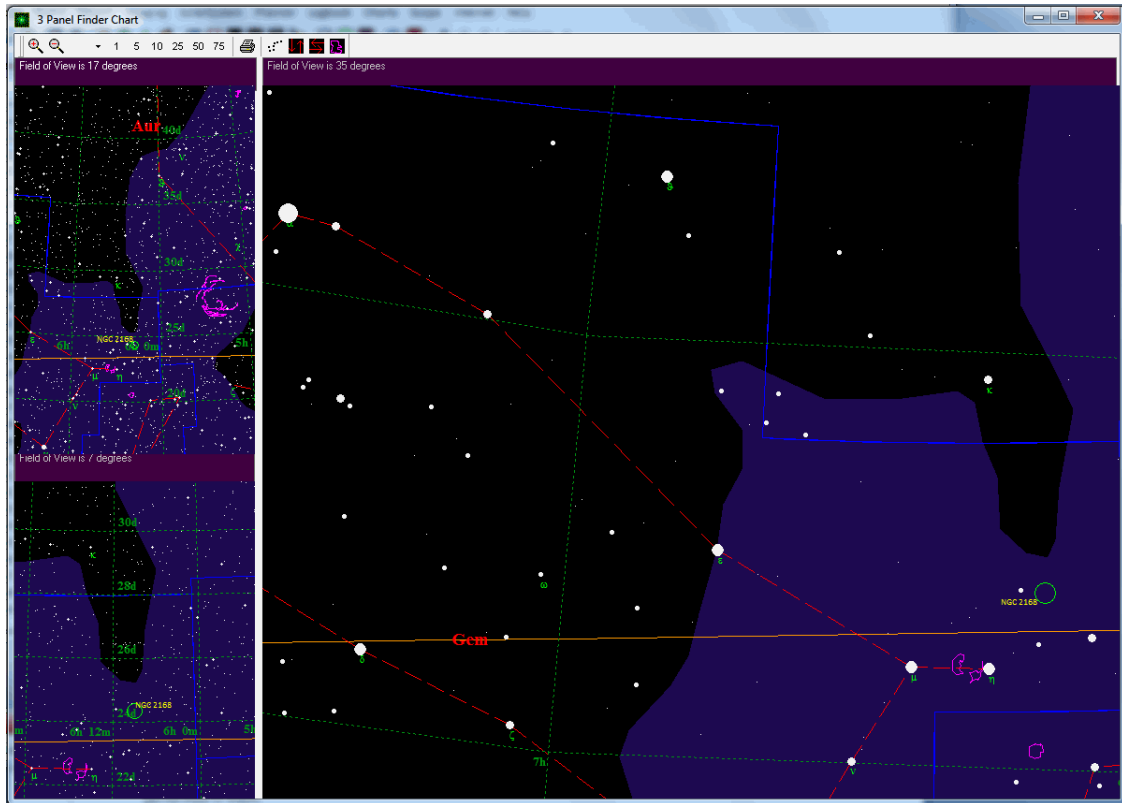 3 Panel Finder Chart
1 5 10 25 50 75
Field of View is 17 degrees
Aur
40d
ν
35d
30d
χ
κ
25d
ε
6h
NGC 2168
0m
5h
μ
η
ν
20d
ζ
Field of View is 7 degrees
30d
κ
28d
26d
NGC 2168
24d
m
6h 12m
6h 0m
5h
μ
η
22d
Field of View is 35 degrees
α
θ
κ
ε
ω
NGC 2168
Gem
δ
μ
η
ζ
7h
ν